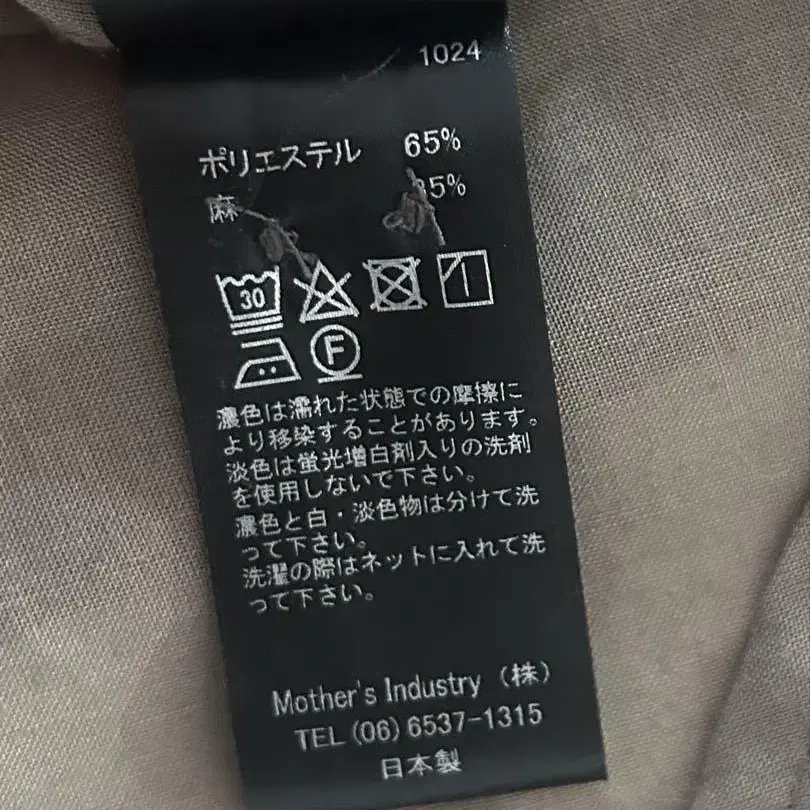 1024
ポリエステル 65%
麻 35%
30
F
濃色は濡れた状態での摩擦に
より移染することがあります。
淡色は蛍光増白剤入りの洗剤
を使用しないで下さい。
濃色と白・淡色物は分けて洗
って下さい。
洗濯の際はネットに入れて洗
って下さい。
Mother's Industry (株)
TEL(06)6537-1315
日本製